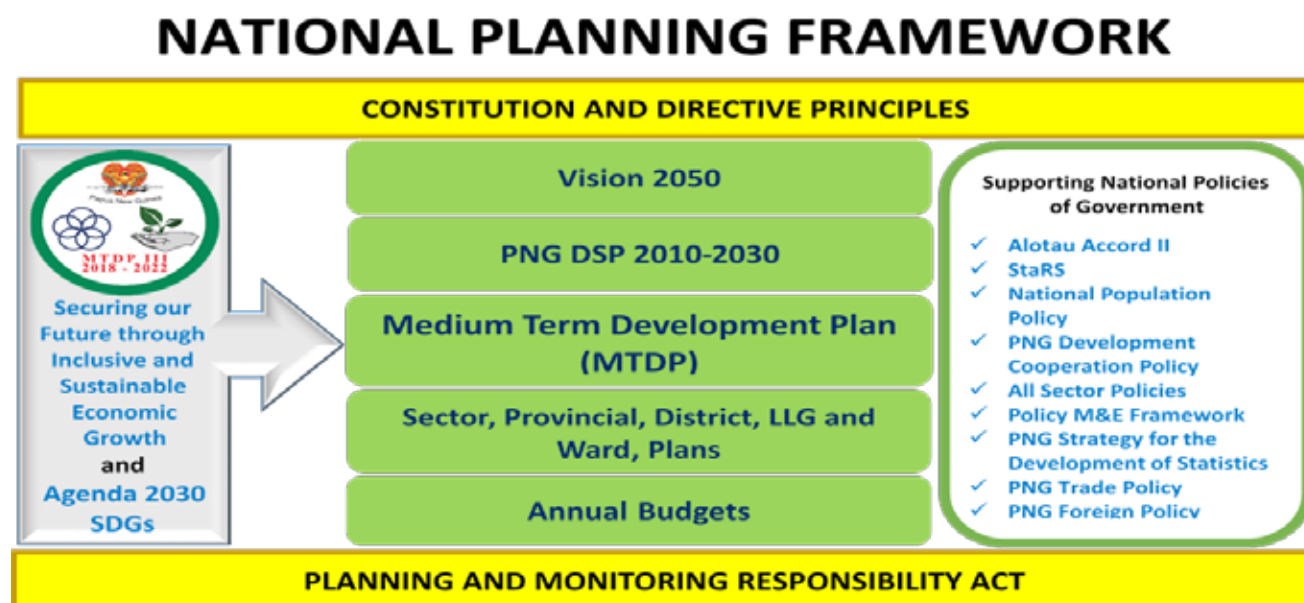 NATIONAL PLANNING FRAMEWORK
CONSTITUTION AND DIRECTIVE PRINCIPLES
Papua New Guinea
MTDP III
2018 - 2022
Securing our
Future through
Inclusive and
Sustainable
Economic
Growth
and
Agenda 2030
SDGs
Vision 2050
PNG DSP 2010-2030
Medium Term Development Plan
(MTDP)
Sector, Provincial, District, LLG and
Ward, Plans
Annual Budgets
Supporting National Policies
of Government
✓ Alotau Accord II
✓ StaRS
✓ National Population
Policy
✓ PNG Development
Cooperation Policy
✓ All Sector Policies
✓ Policy M&E Framework
✓ PNG Strategy for the
Development of Statistics
✓ PNG Trade Policy
✓ PNG Foreign Policy
PLANNING AND MONITORING RESPONSIBILITY ACT